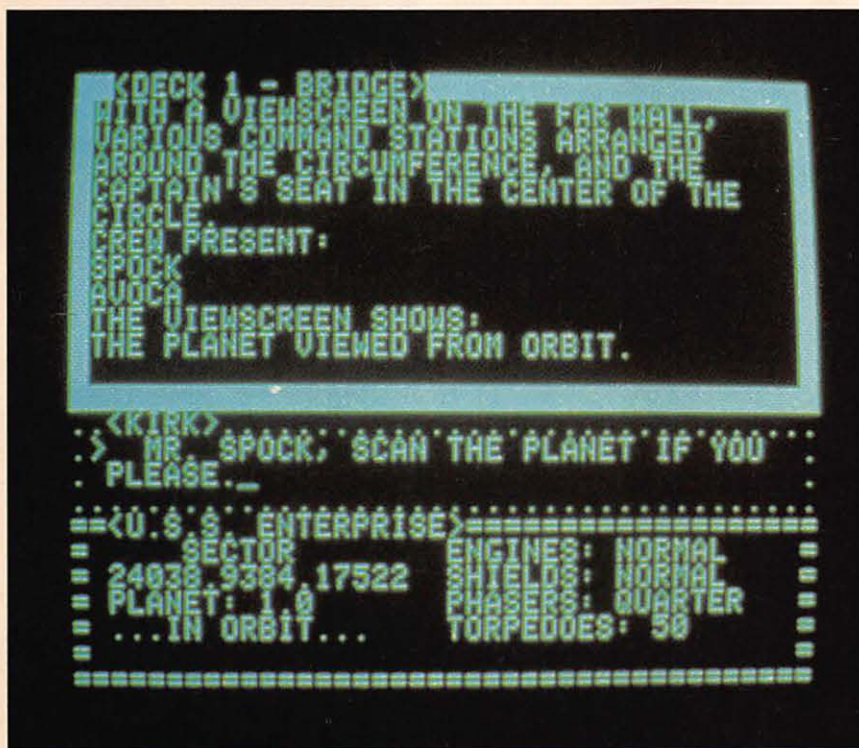 <DECK 1 - BRIDGE>
WITH A VIEWSCREEN ON THE FAR WALL,
VARIOUS COMMAND STATIONS ARRANGED
AROUND THE CIRCUMFERENCE, AND THE
CAPTAIN'S SEAT IN THE CENTER OF THE
CIRCLE.
CREW PRESENT:
SPOCK
AVOCA
THE VIEWSCREEN SHOWS:
THE PLANET VIEWED FROM ORBIT.
<KIRK>
> MR. SPOCK, SCAN THE PLANET IF YOU
PLEASE._
<U.S.S. ENTERPRISE>
SECTOR ENGINES: NORMAL
24038.9384.17522 SHIELDS: NORMAL
PLANET: 1.0 PHASERS: QUARTER
...IN ORBIT... TORPEDOES: 50